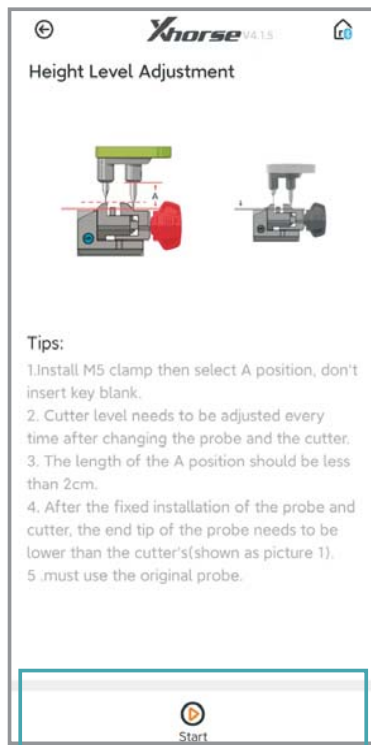 Xhorse V4.1.5
Height Level Adjustment
A
Tips:
1.Install M5 clamp then select A position, don't
insert key blank.
2. Cutter level needs to be adjusted every
time after changing the probe and the cutter.
3. The length of the A position should be less
than 2cm.
4. After the fixed installation of the probe and
cutter, the end tip of the probe needs to be
lower than the cutter's(shown as picture 1).
5 .must use the original probe.
Start